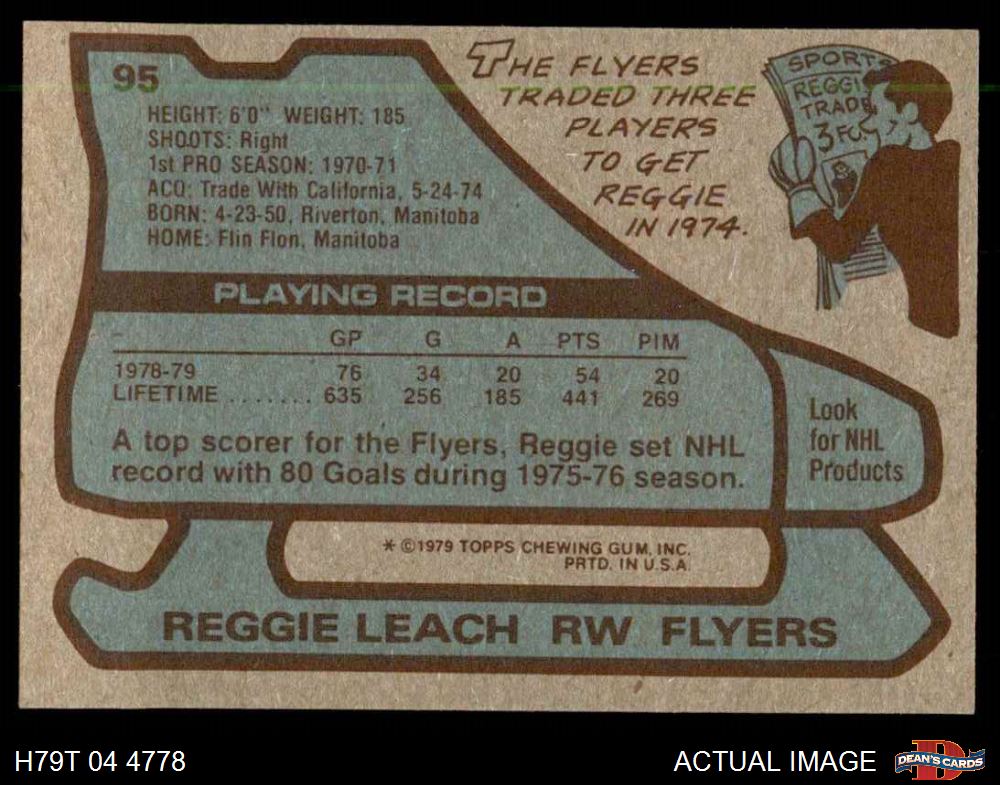 95
HEIGHT: 6'0" WEIGHT: 185
SHOOTS: Right
1st PRO SEASON: 1970-71
ACQ: Trade With California, 5-24-74
BORN: 4-23-50, Riverton, Manitoba
HOME: Flin Flon, Manitoba
THE FLYERS
TRADED THREE
PLAYERS
TO GET
REGGIE
IN 1974.
SPORTS
REGGIE
TRADE
3 FO
PLAYING RECORD
GP G A PTS PIM
1978-79 76 34 20 54 20
LIFETIME ....... 635 256 185 441 269
A top scorer for the Flyers, Reggie set NHL
record with 80 Goals during 1975-76 season.
Look
for NHL
Products
* ©1979 TOPPS CHEWING GUM, INC.
PRTD. IN U.S.A.
REGGIE LEACH RW FLYERS
H79T 04 4778
ACTUAL IMAGE
DEAN'S CARDS